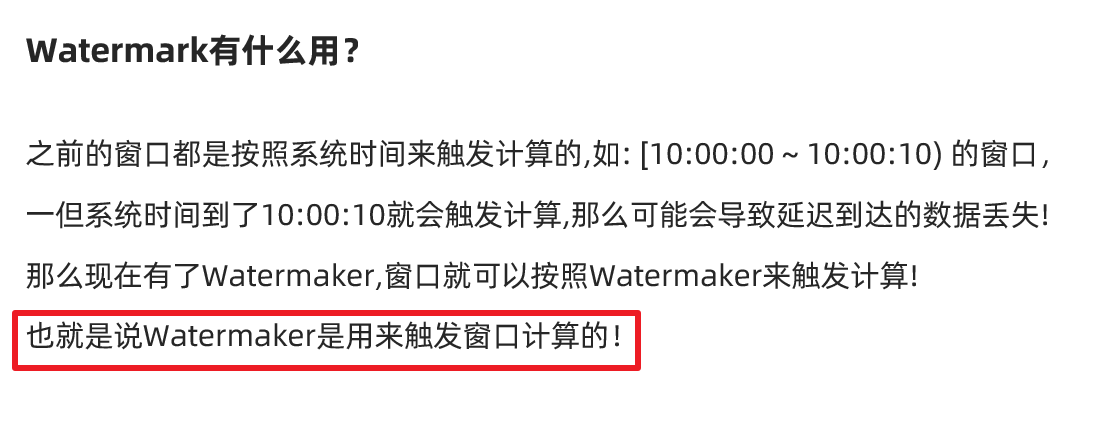 Watermark有什么用？
之前的窗口都是按照系统时间来触发计算的,如: [10:00:00 ~ 10:00:10) 的窗口，
一但系统时间到了10:00:10就会触发计算,那么可能会导致延迟到达的数据丢失!
那么现在有了Watermaker,窗口就可以按照Watermaker来触发计算!
也就是说Watermaker是用来触发窗口计算的!